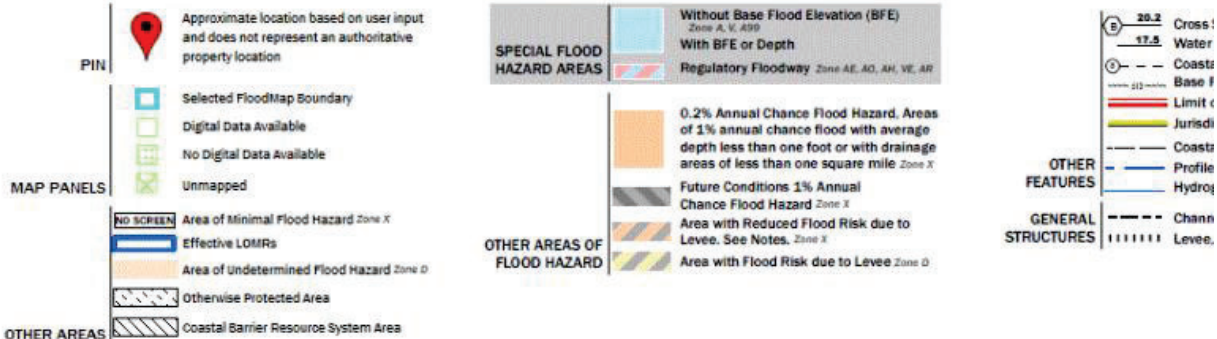 PIN
Approximate location based on user input
and does not represent an authoritative
property location
MAP PANELS
Selected FloodMap Boundary
Digital Data Available
No Digital Data Available
Unmapped
OTHER AREAS
NO SCREEN Area of Minimal Flood Hazard Zone X
Effective LOMRs
Area of Undetermined Flood Hazard Zone D
Otherwise Protected Area
Coastal Barrier Resource System Area
SPECIAL FLOOD
HAZARD AREAS
Without Base Flood Elevation (BFE)
Zone A, V, A99
With BFE or Depth
Regulatory Floodway Zone AE, AO, AH, VE, AR
OTHER AREAS OF
FLOOD HAZARD
0.2% Annual Chance Flood Hazard, Areas
of 1% annual chance flood with average
depth less than one foot or with drainage
areas of less than one square mile Zone X
Future Conditions 1% Annual
Chance Flood Hazard Zone X
Area with Reduced Flood Risk due to
Levee. See Notes. Zone X
Area with Flood Risk due to Levee Zone D
OTHER
FEATURES
B 20.2 Cross
17.5 Water
8 Coasta
513 Base
Limit
Jurisdi
Coasta
Profile
Hydrog
GENERAL
STRUCTURES
Chann
Levee,